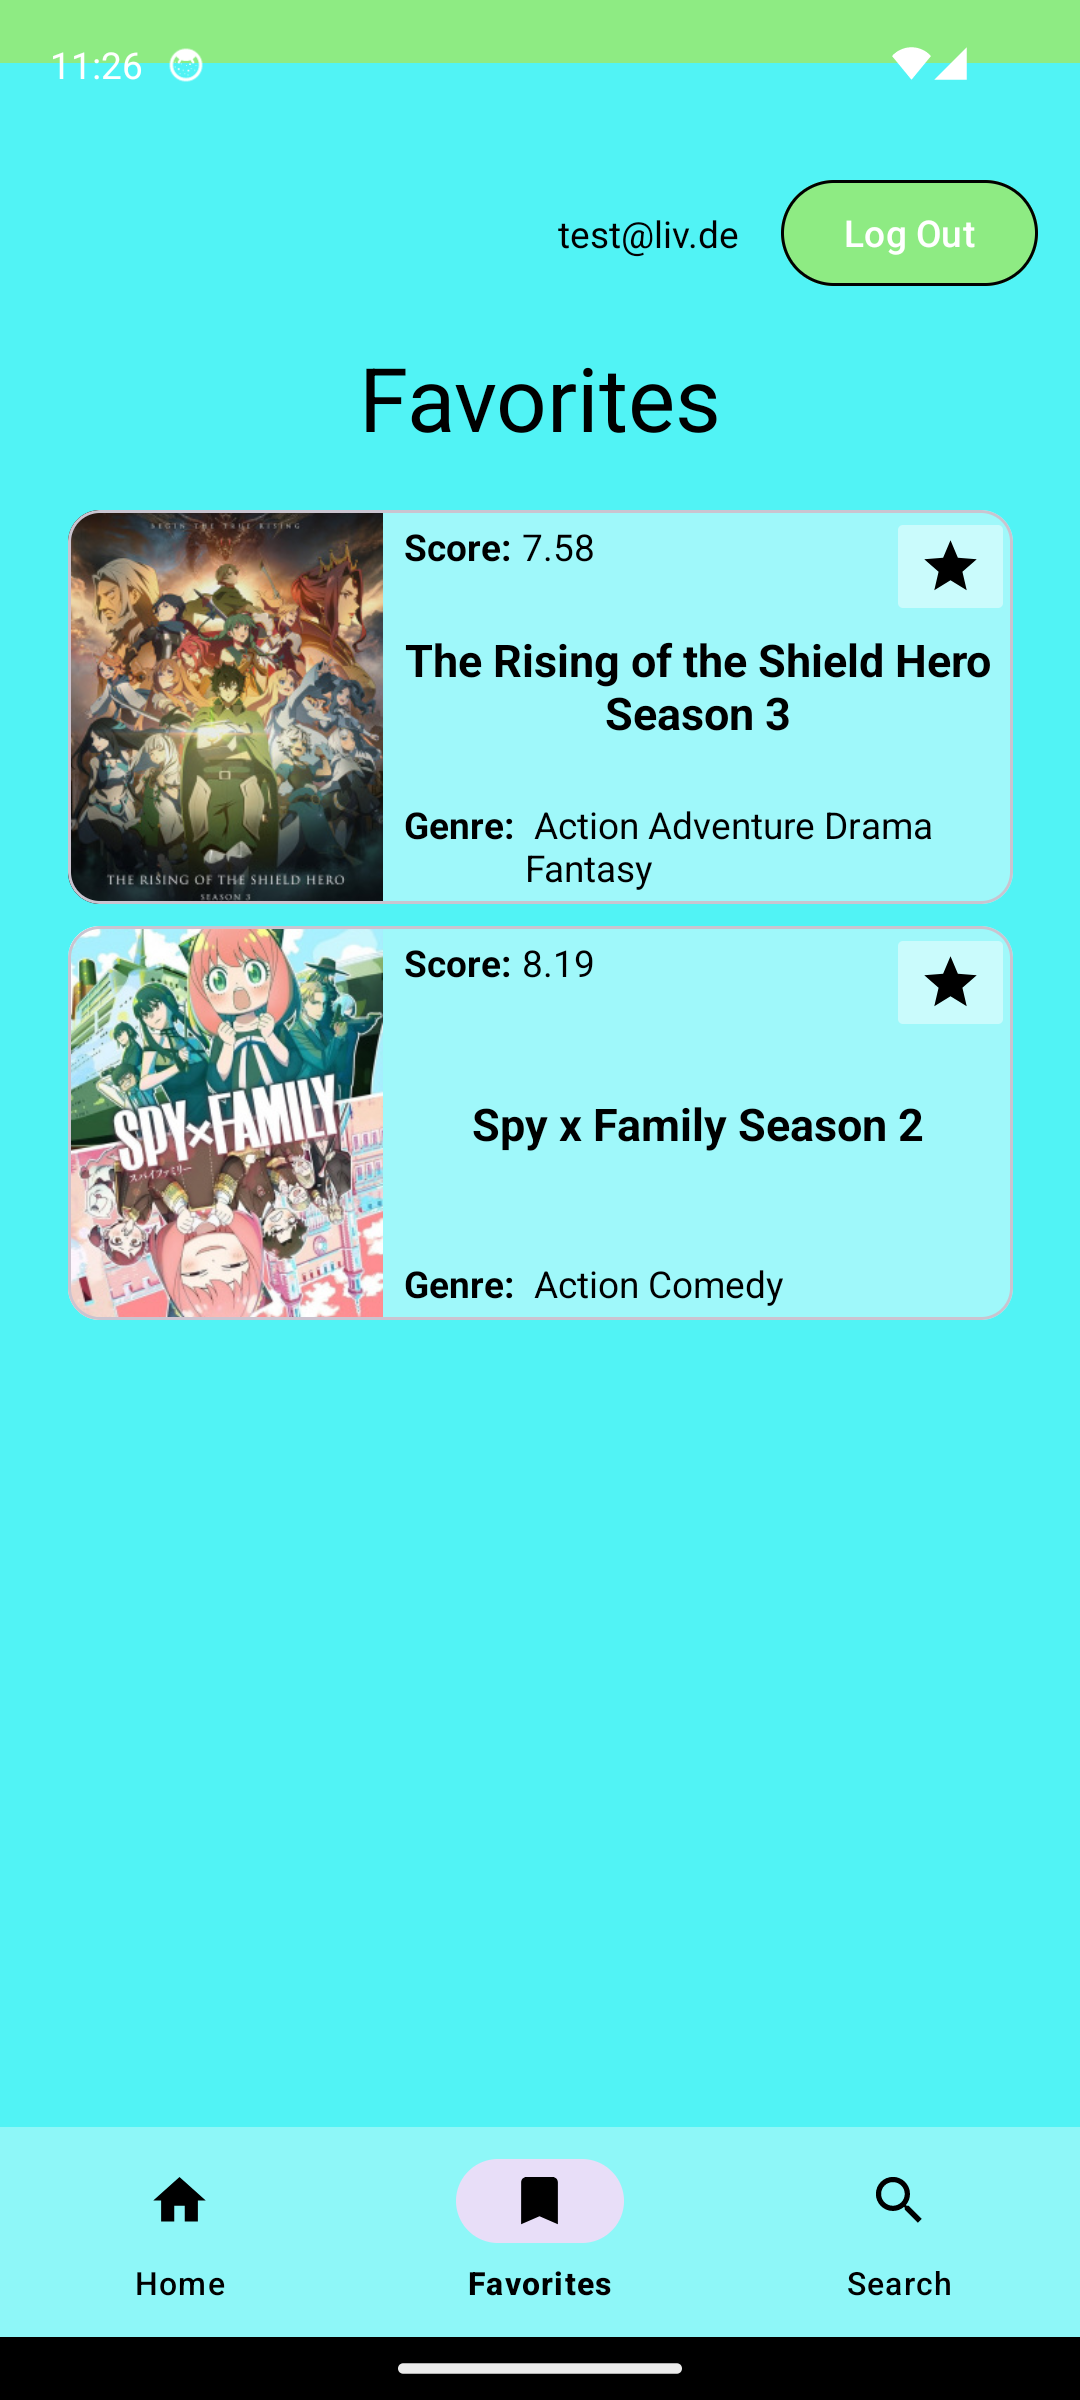 11:26
test@liv.de
Log Out
Favorites
BEGIN THE TRUE RISING
THE RISING OF THE SHIELD HERO
SEASON 3
Score: 7.58
The Rising of the Shield Hero
Season 3
Genre: Action Adventure Drama
Fantasy
SPY×FAMILY
スパイファミリー
Score: 8.19
Spy x Family Season 2
Genre: Action Comedy
Home
Favorites
Search